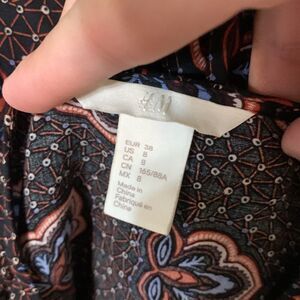 H&M
EUR 38
US 8
CA 8
CN 165/88A
MX 8
Made in
China
Fabriqué en
Chine